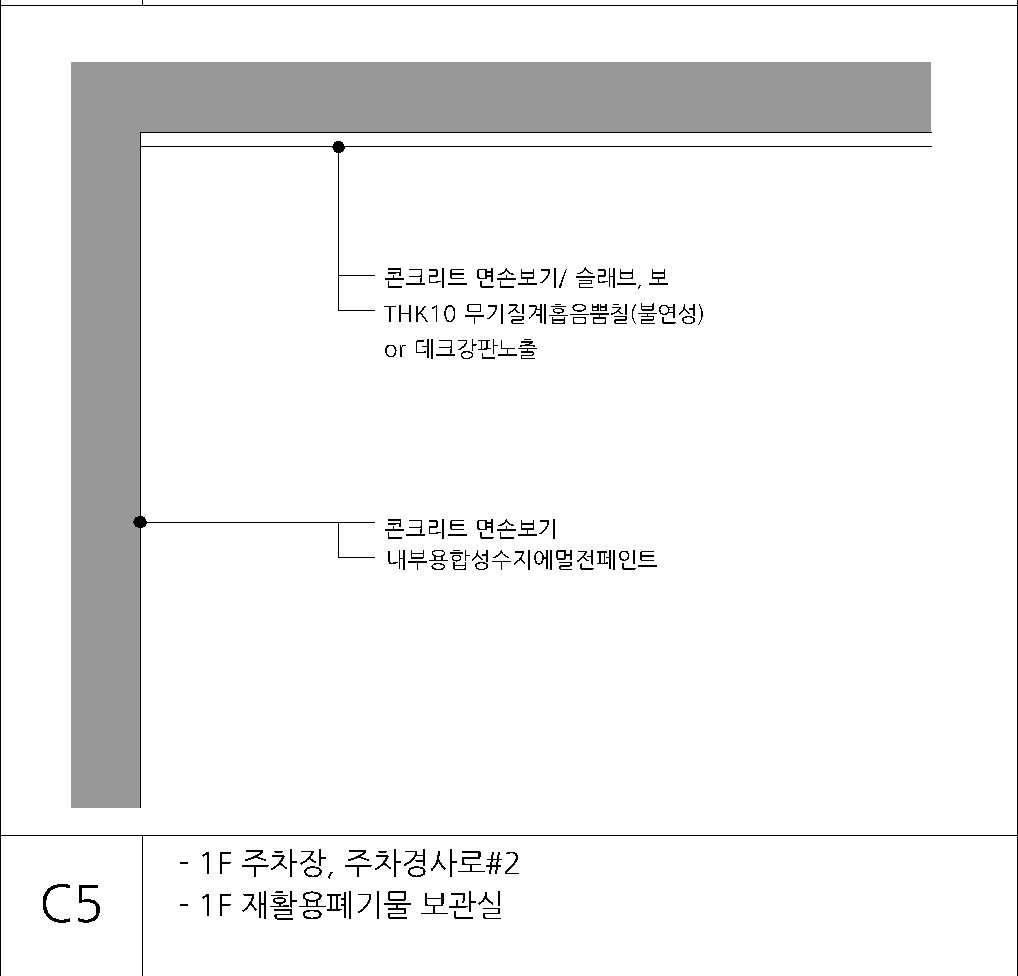 콘크리트 면손보기/ 슬래브, 보
THK10 무기질계흡음뿜칠(불연성)
or 데크강판노출
콘크리트 면손보기
내부용합성수지에멀전페인트
C5
- 1F 주차장, 주차경사로#2
- 1F 재활용폐기물 보관실